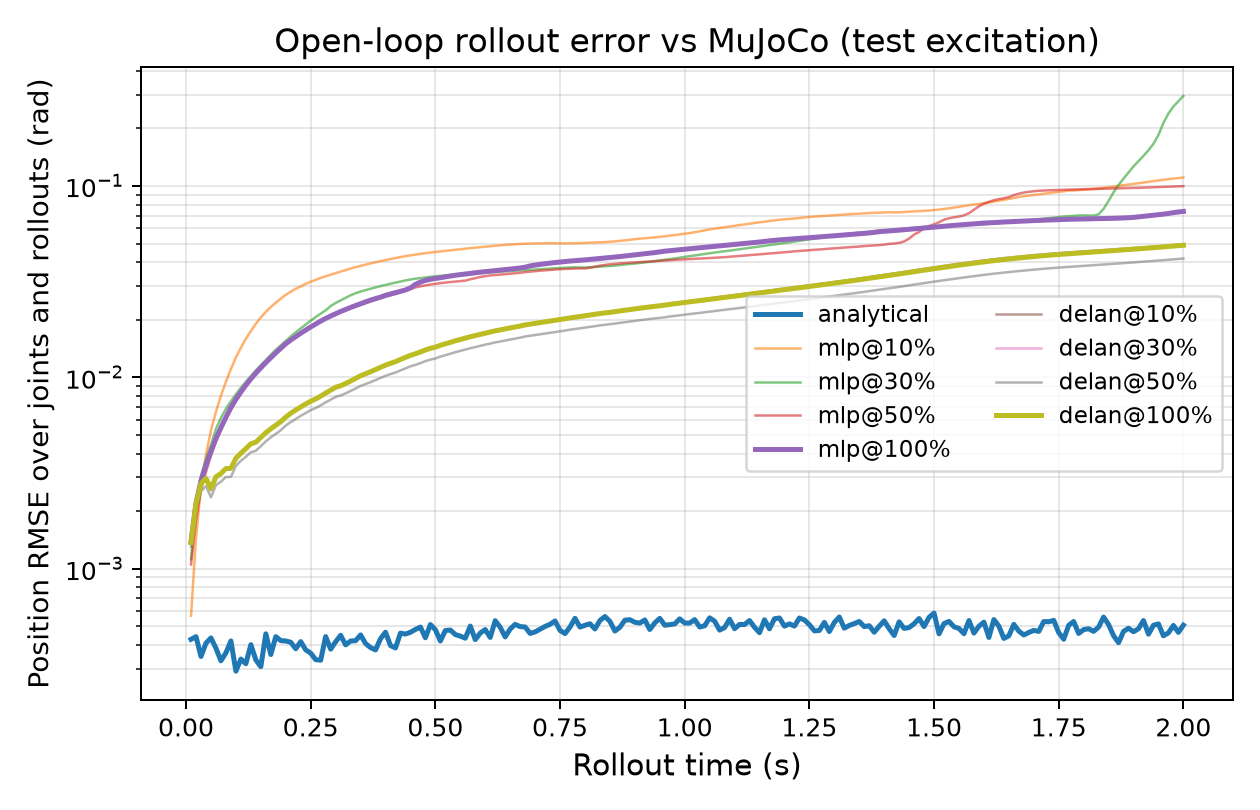 Open-loop rollout error vs MuJoCo (test excitation)
Position RMSE over joints and rollouts (rad)
10⁻¹
10⁻²
10⁻³
analytical
mlp@10%
mlp@30%
mlp@50%
mlp@100%
delan@10%
delan@30%
delan@50%
delan@100%
0.00 0.25 0.50 0.75 1.00 1.25 1.50 1.75 2.00
Rollout time (s)